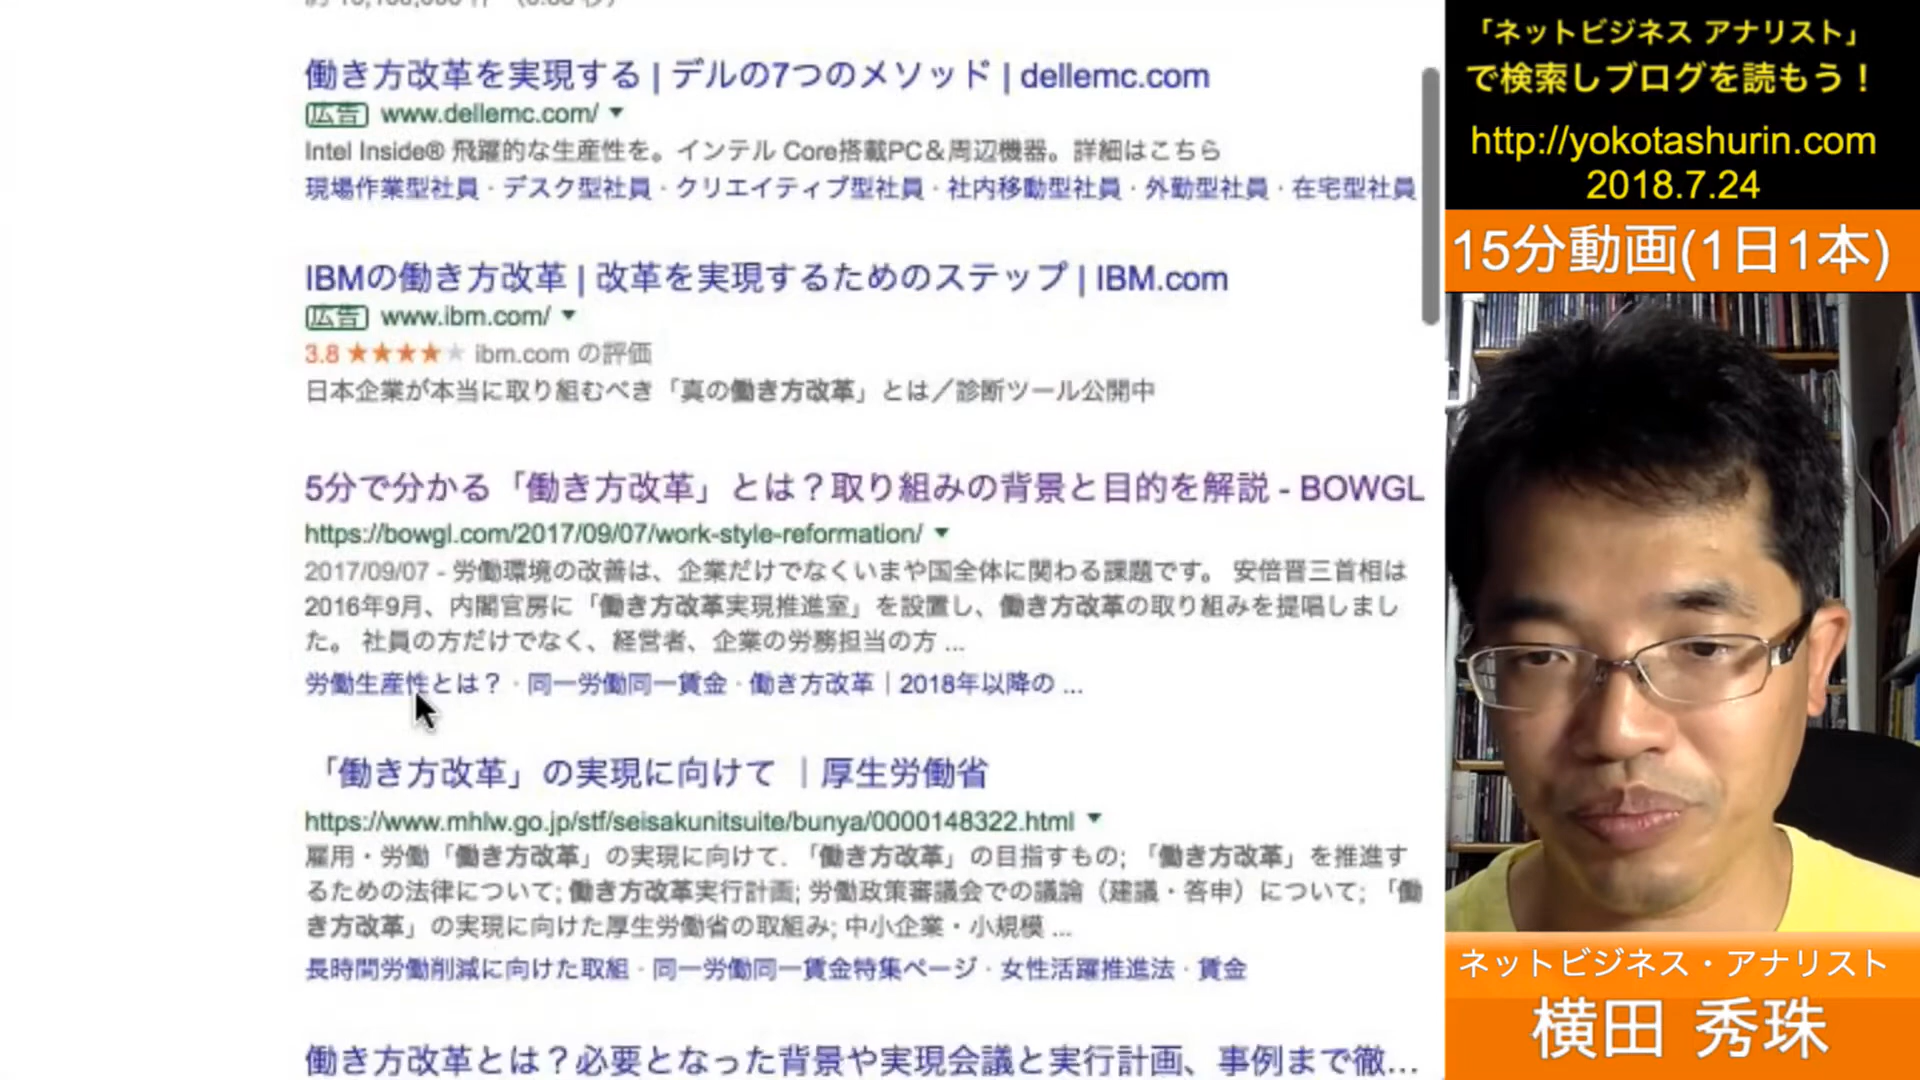 働き方改革を実現する | デルの7つのメソッド | dellemc.com
広告 www.dellemc.com/
Intel Inside® 飛躍的な生産性を。インテル Core搭載PC＆周辺機器。詳細はこちら
現場作業型社員 · デスク型社員 · クリエイティブ型社員 · 社内移動型社員 · 外勤型社員 · 在宅型社員
IBMの働き方改革 | 改革を実現するためのステップ | IBM.com
広告 www.ibm.com/
3.8 ★★★★★ ibm.com の評価
日本企業が本当に取り組むべき「真の働き方改革」とは／診断ツール公開中
5分で分かる「働き方改革」とは？取り組みの背景と目的を解説 - BOWGL
https://bowgl.com/2017/09/07/work-style-reformation/
2017/09/07 - 労働環境の改善は、企業だけでなくいまや国全体に関わる課題です。 安倍晋三首相は
2016年9月、内閣官房に「働き方改革実現推進室」を設置し、働き方改革の取り組みを提唱しまし
た。 社員の方だけでなく、経営者、企業の労務担当の方 ...
労働生産性とは？ · 同一労働同一賃金 · 働き方改革｜2018年以降の ...
「働き方改革」の実現に向けて ｜厚生労働省
https://www.mhlw.go.jp/stf/seisakunitsuite/bunya/0000148322.html
雇用・労働「働き方改革」の実現に向けて. 「働き方改革」の目指すもの; 「働き方改革」を推進す
るための法律について; 働き方改革実行計画; 労働政策審議会での議論（建議・答申）について; 「働
き方改革」の実現に向けた厚生労働省の取組み; 中小企業・小規模 ...
長時間労働削減に向けた取組 · 同一労働同一賃金特集ページ · 女性活躍推進法 · 賃金
働き方改革とは？必要となった背景や実現会議と実行計画、事例まで徹...
「ネットビジネス アナリスト」
で検索しブログを読もう！
http://yokotashurin.com
2018.7.24
15分動画(1日1本)
ネットビジネス・アナリスト
横田 秀珠